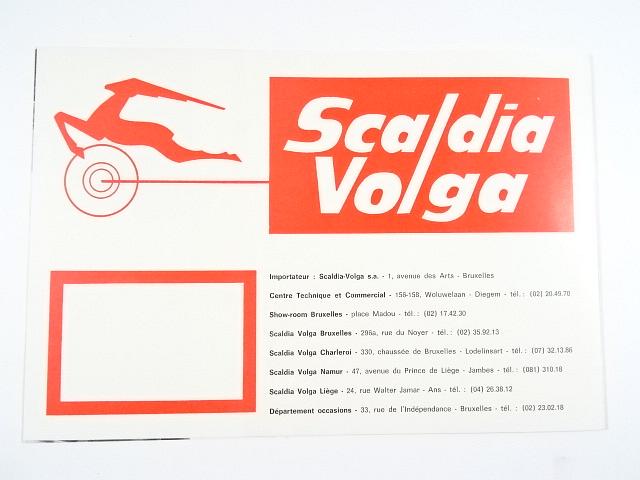 Scaldia
Volga
Importateur : Scaldia-Volga s.a. - 1, avenue des Arts - Bruxelles
Centre Technique et Commercial - 156-158, Woluwelaan - Diegem - tél. : (02) 20.49.70
Show-room Bruxelles - place Madou - tél. : (02) 17.42.30
Scaldia Volga Bruxelles - 296a, rue du Noyer - tél. : (02) 35.92.13
Scaldia Volga Charleroi - 330, chaussée de Bruxelles - Lodelinsart - tél. : (07) 32.13.86
Scaldia Volga Namur - 47, avenue du Prince de Liège - Jambes - tél. : (081) 310.18
Scaldia Volga Liège - 24, rue Walter Jamar - Ans - tél. : (04) 26.38.12
Département occasions - 33, rue de l'Indépendance - Bruxelles - tél. : (02) 23.02.18